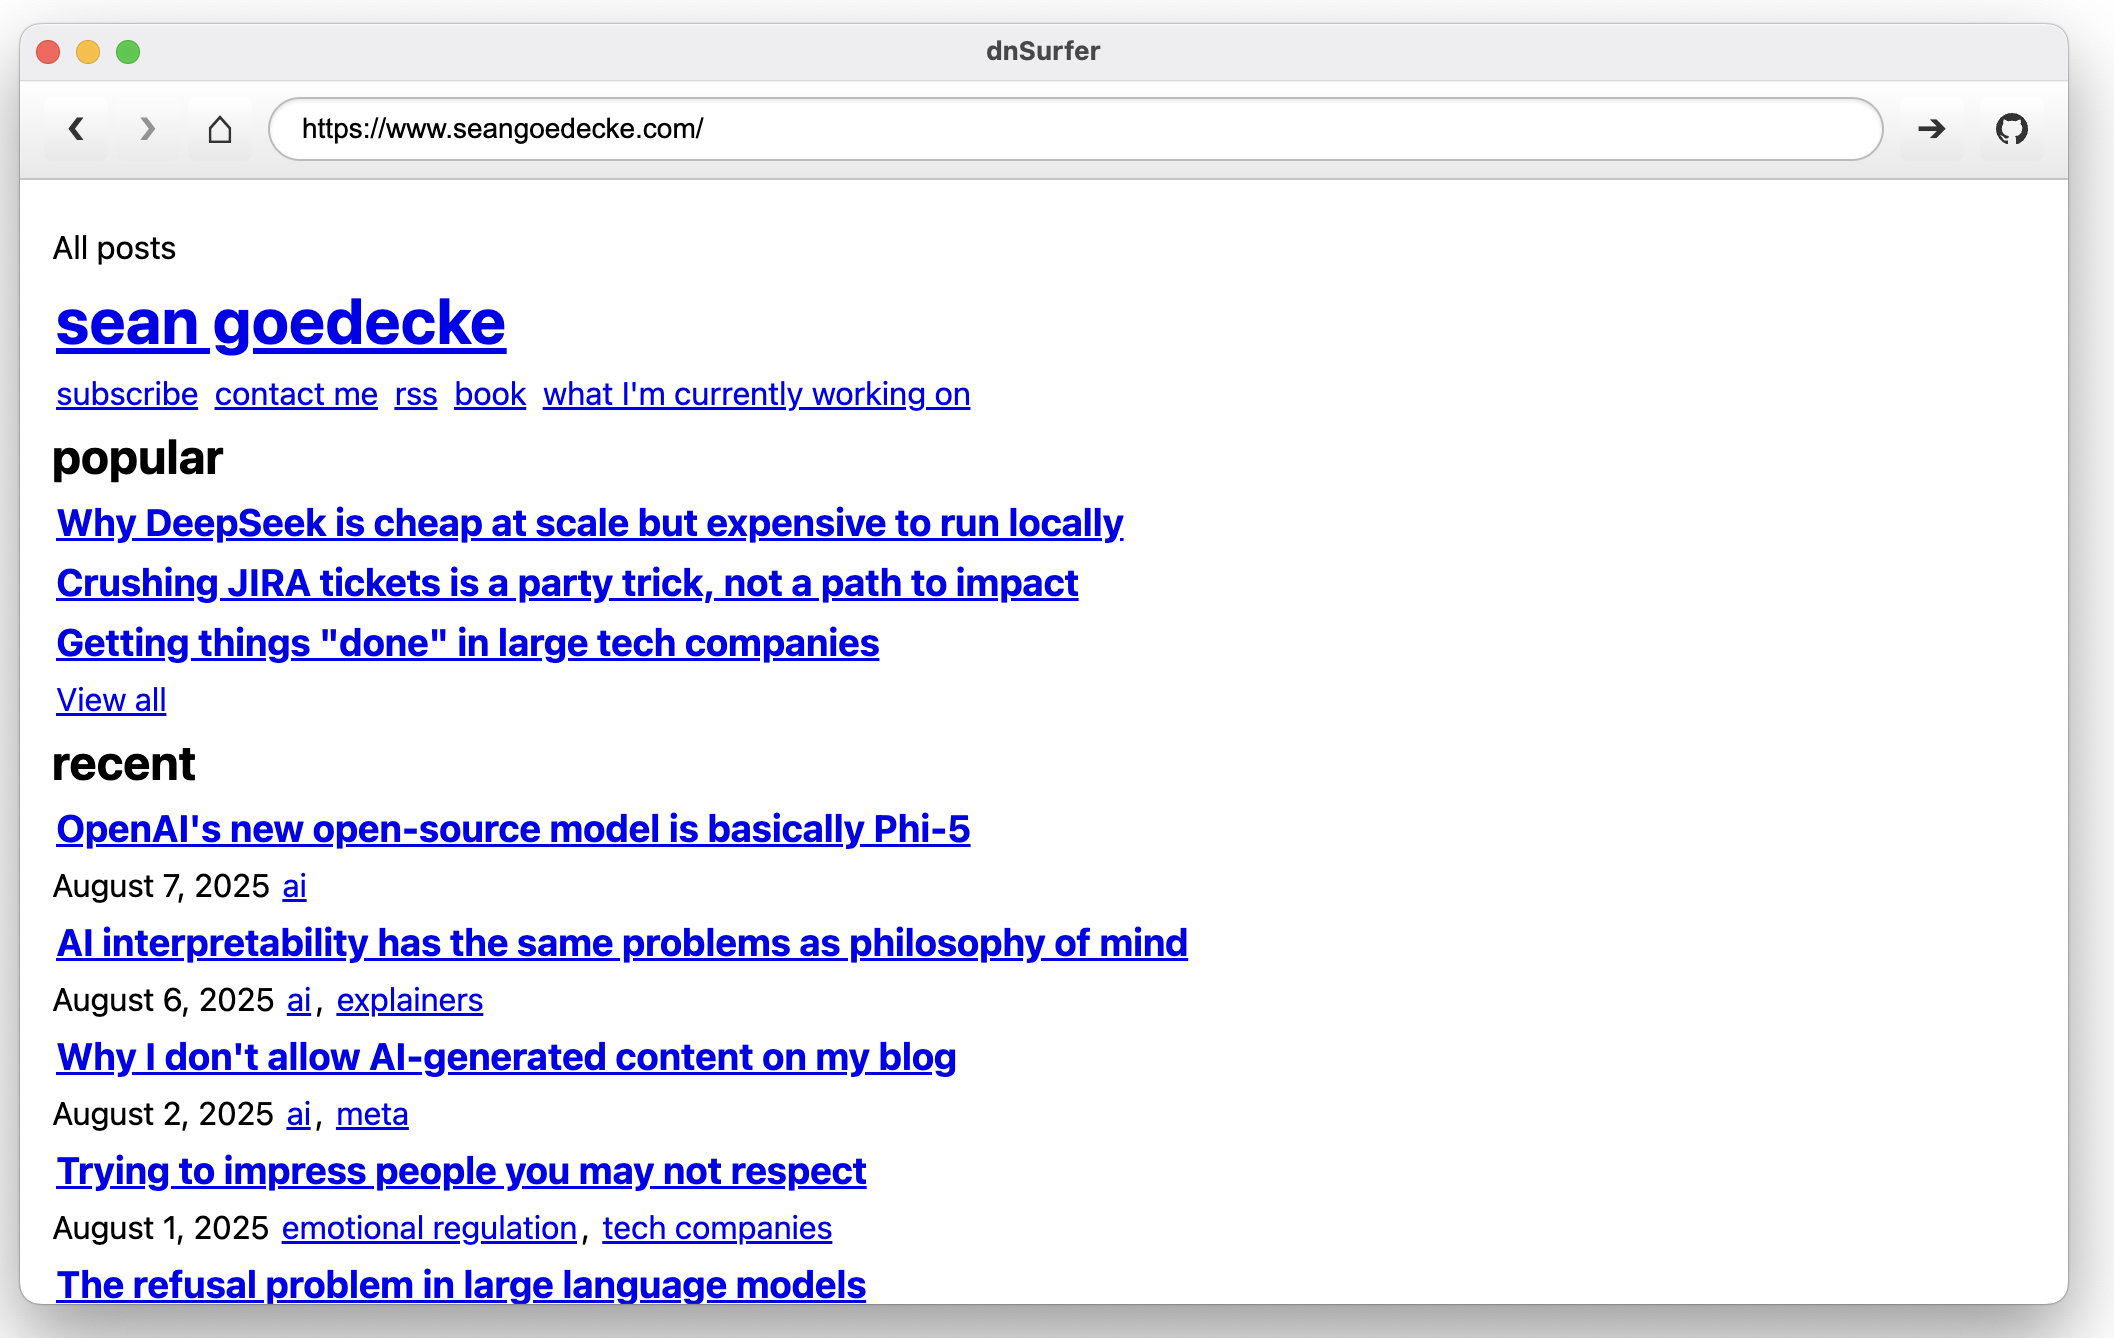 dnSurfer
https://www.seangoedecke.com/
All posts
sean goedecke
subscribe contact me rss book what I'm currently working on
popular
Why DeepSeek is cheap at scale but expensive to run locally
Crushing JIRA tickets is a party trick, not a path to impact
Getting things "done" in large tech companies
View all
recent
OpenAI's new open-source model is basically Phi-5
August 7, 2025 ai
AI interpretability has the same problems as philosophy of mind
August 6, 2025 ai, explainers
Why I don't allow AI-generated content on my blog
August 2, 2025 ai, meta
Trying to impress people you may not respect
August 1, 2025 emotional regulation, tech companies
The refusal problem in large language models